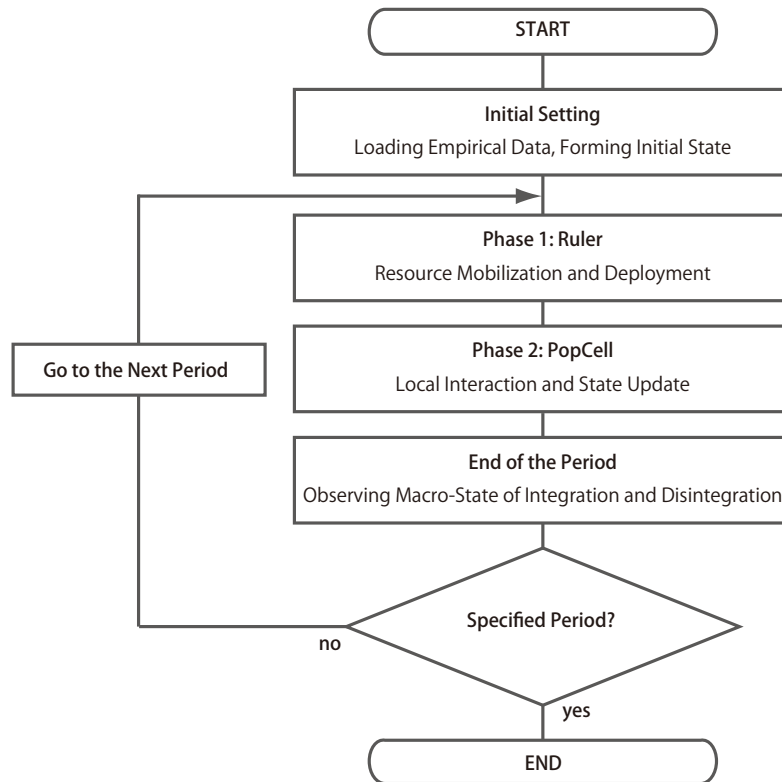 START
Initial Setting
Loading Empirical Data, Forming Initial State
Phase 1: Ruler
Resource Mobilization and Deployment
Phase 2: PopCell
Local Interaction and State Update
Go to the Next Period
End of the Period
Observing Macro-State of Integration and Disintegration
Specified Period?
no
yes
END